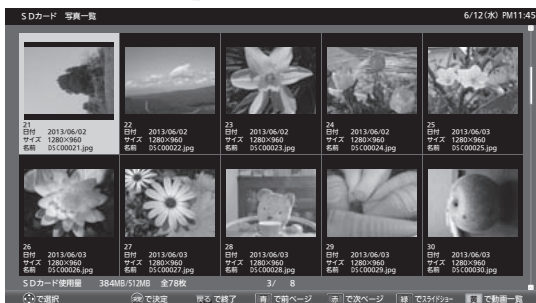 SDカード 写真一覧 6/12(水) PM11:45
21 22 23 24 25
日付 2013/06/02 日付 2013/06/02 日付 2013/06/02 日付 2013/06/02 日付 2013/06/03
サイズ 1280×960 サイズ 1280×960 サイズ 1280×960 サイズ 1280×960 サイズ 1280×960
名前 DSC00021.jpg 名前 DSC00022.jpg 名前 DSC00023.jpg 名前 DSC00024.jpg 名前 DSC00025.jpg
26 27 28 29 30
日付 2013/06/03 日付 2013/06/03 日付 2013/06/03 日付 2013/06/03 日付 2013/06/03
サイズ 1280×960 サイズ 1280×960 サイズ 1280×960 サイズ 1280×960 サイズ 1280×960
名前 DSC00026.jpg 名前 DSC00027.jpg 名前 DSC00028.jpg 名前 DSC00029.jpg 名前 DSC00030.jpg
SDカード使用量 384MB/512MB 全78枚 3/ 8
で選択 決定 で決定 戻る で終了 青 で前ページ 赤 で次ページ 緑 でスライドショー 黄 で動画一覧